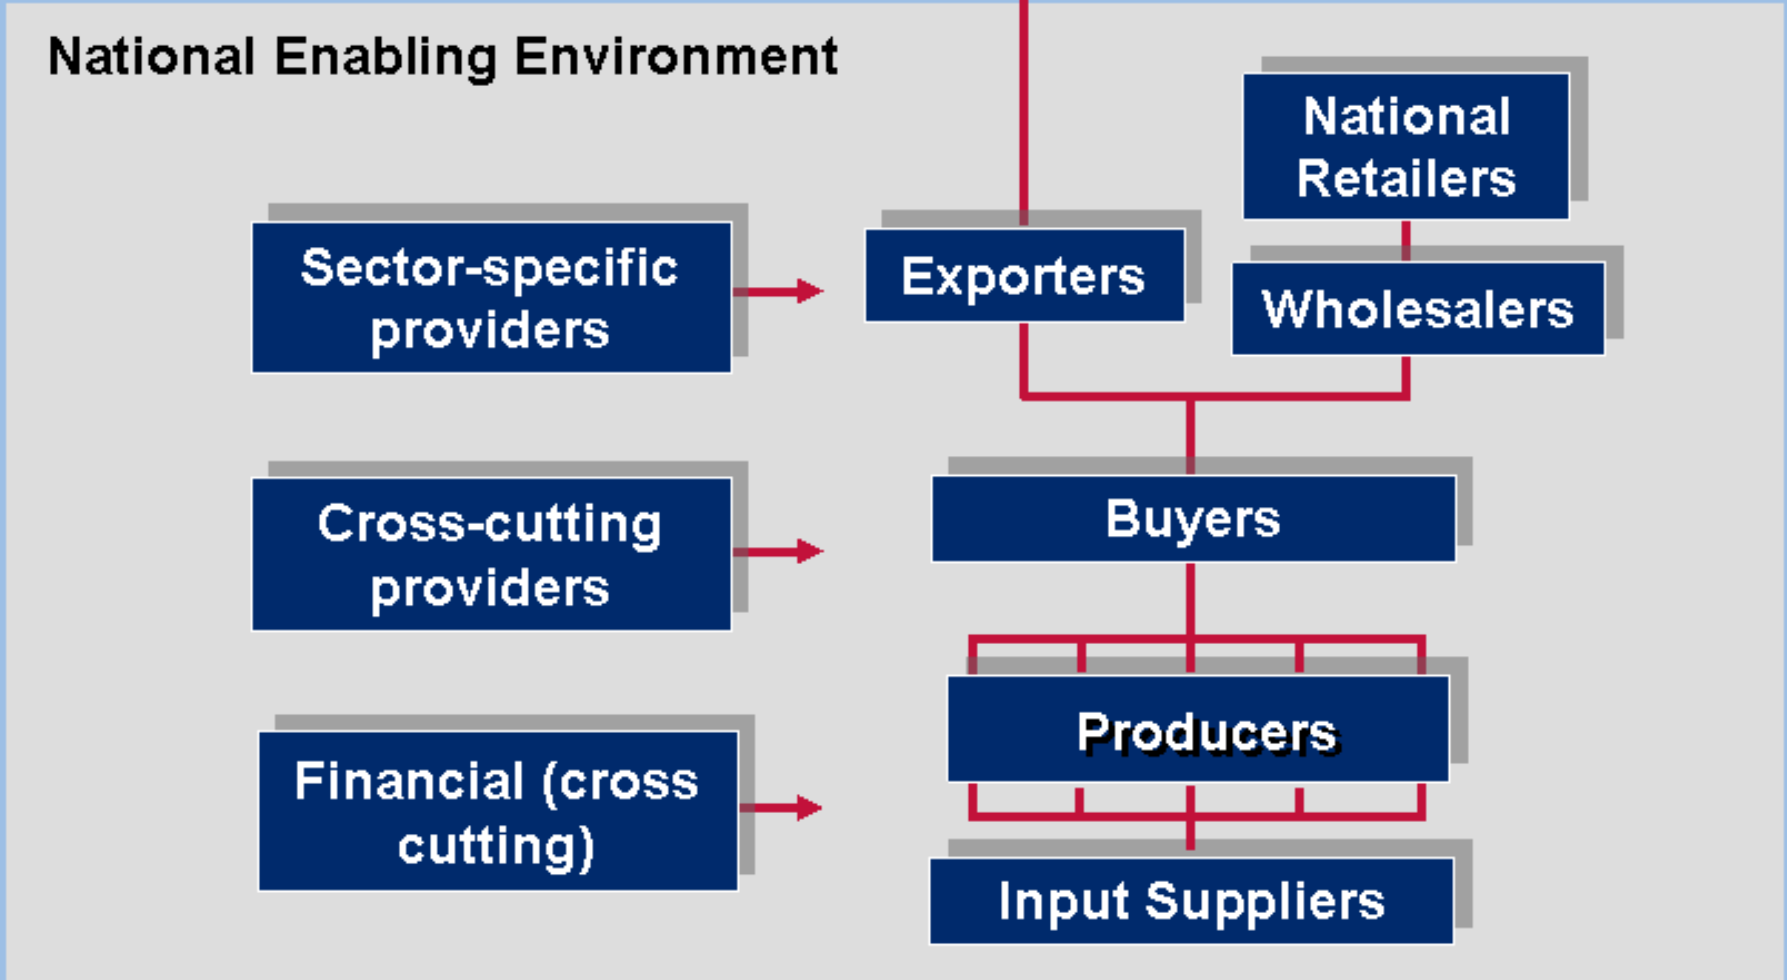 National Enabling Environment
National
Retailers
Sector-specific
providers
Exporters
Wholesalers
Cross-cutting
providers
Buyers
Producers
Financial (cross
cutting)
Input Suppliers